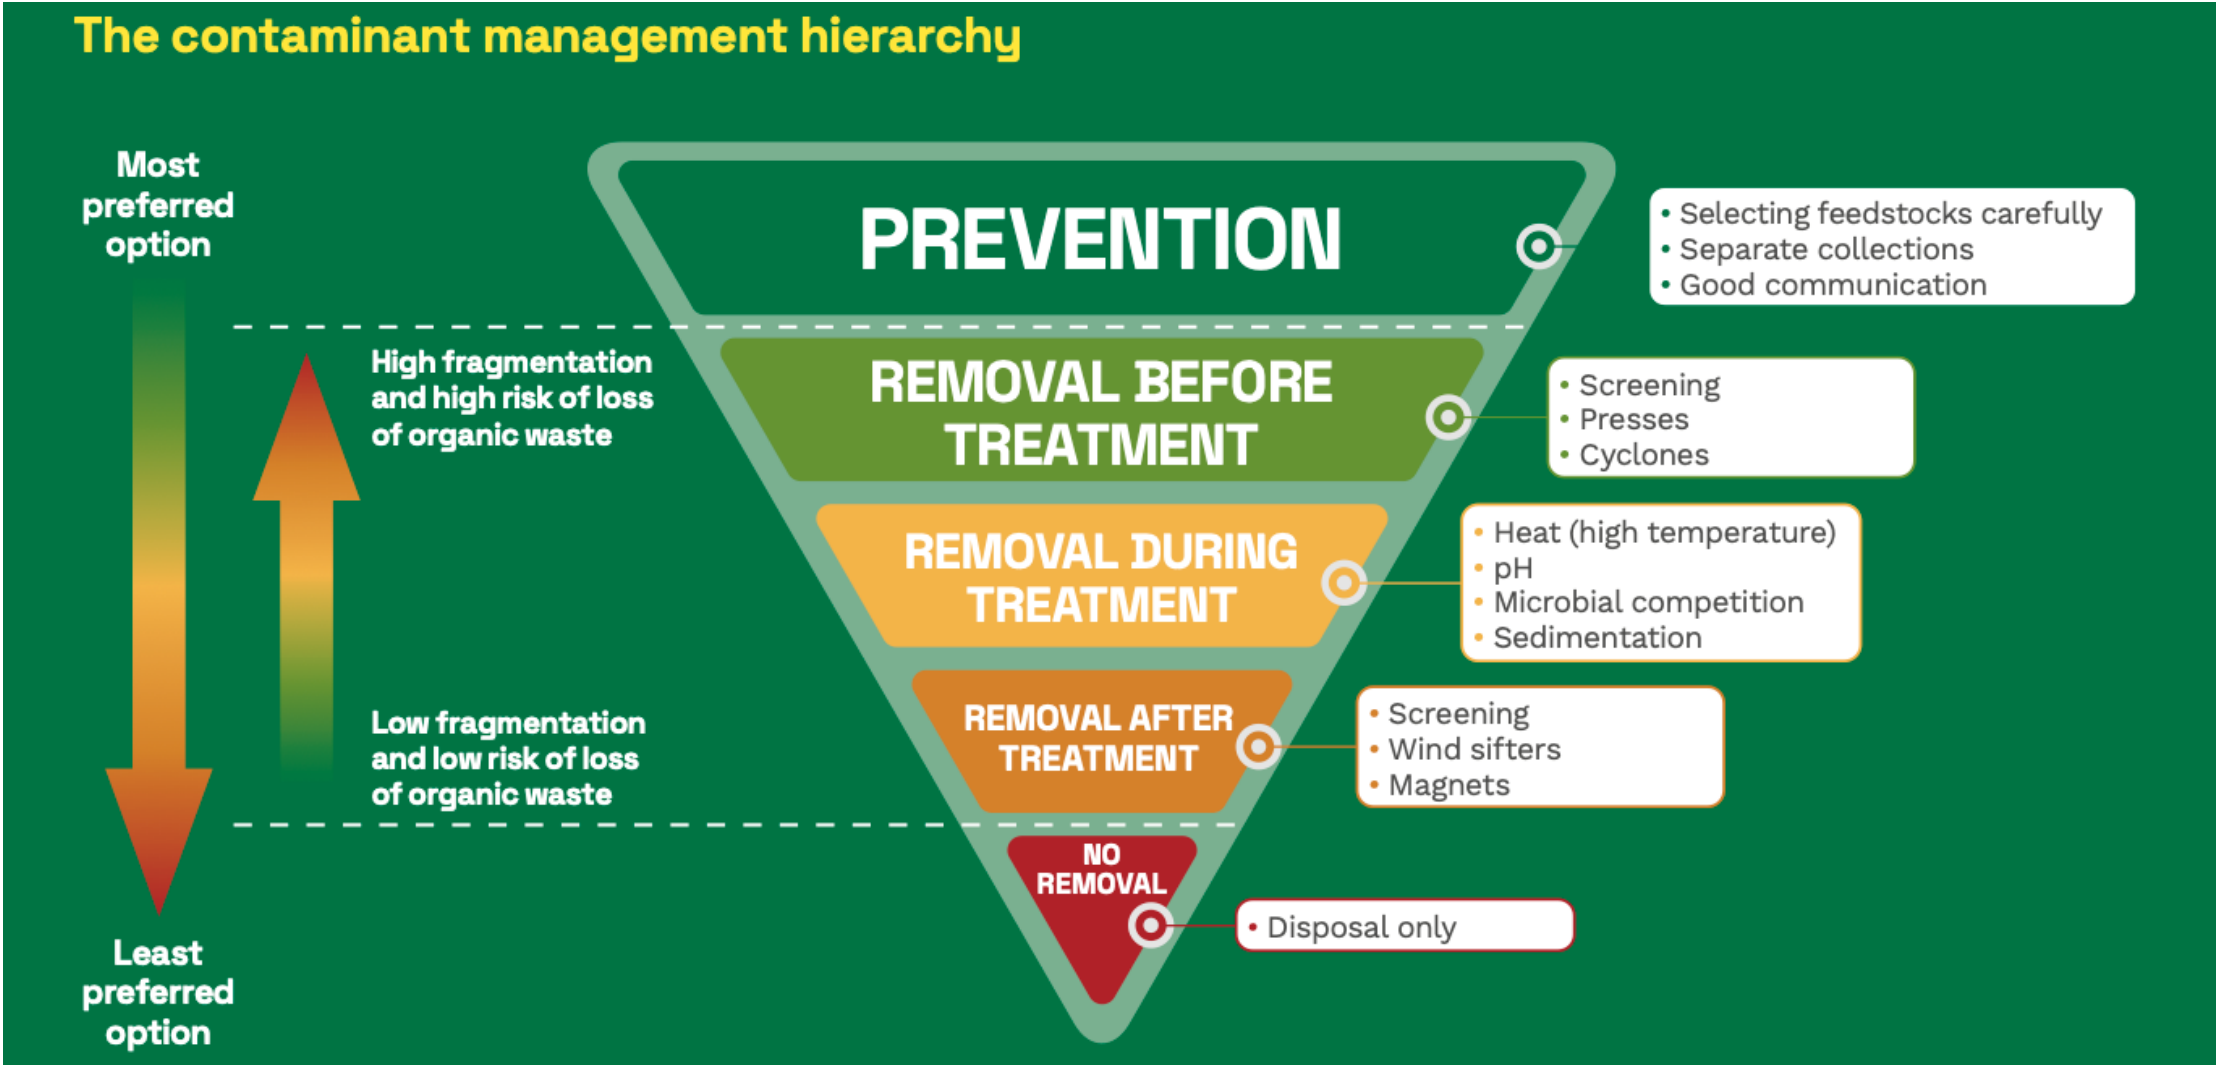 The contaminant management hierarchy
Most
preferred
option
PREVENTION
• Selecting feedstocks carefully
• Separate collections
• Good communication
High fragmentation
and high risk of loss
of organic waste
REMOVAL BEFORE
TREATMENT
• Screening
• Presses
• Cyclones
REMOVAL DURING
TREATMENT
• Heat (high temperature)
• pH
• Microbial competition
• Sedimentation
Low fragmentation
and low risk of loss
of organic waste
REMOVAL AFTER
TREATMENT
• Screening
• Wind sifters
• Magnets
NO
REMOVAL
• Disposal only
Least
preferred
option